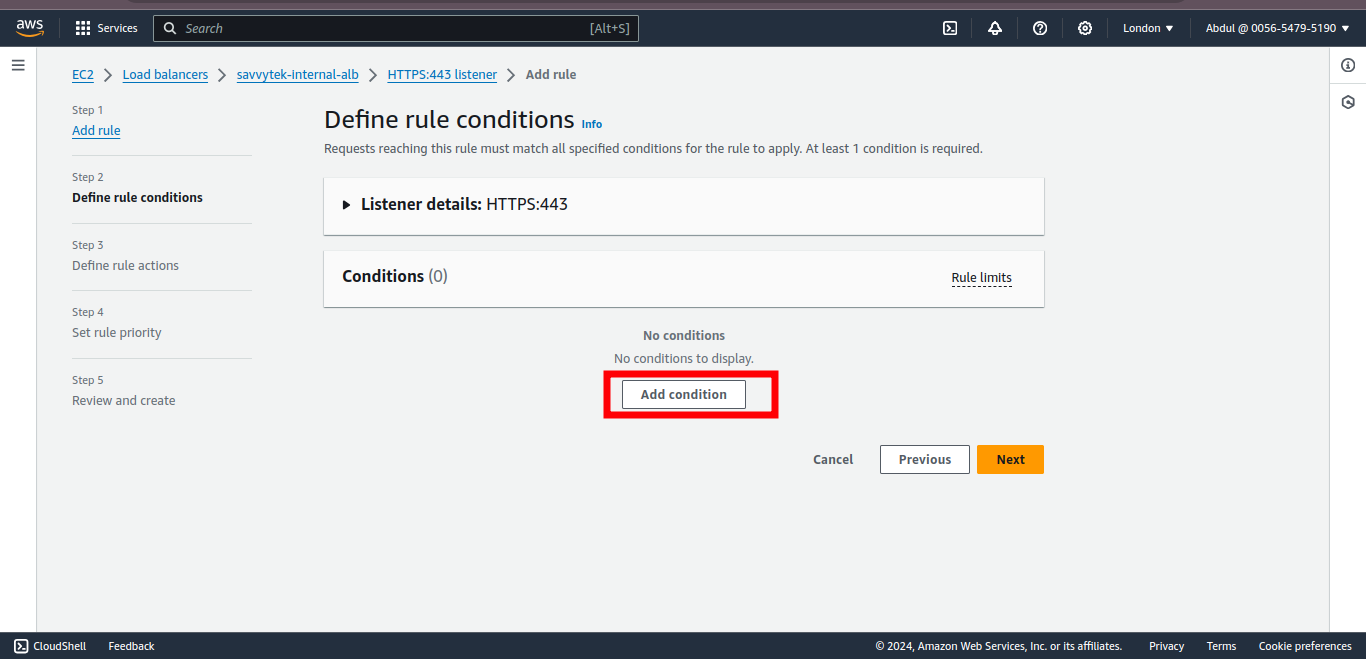 aws Services Search [Alt+S] London Abdul @ 0056-5479-5190
EC2 Load balancers savvytek-internal-alb HTTPS:443 listener Add rule
Step 1
Add rule
Step 2
Define rule conditions
Step 3
Define rule actions
Step 4
Set rule priority
Step 5
Review and create
Define rule conditions Info
Requests reaching this rule must match all specified conditions for the rule to apply. At least 1 condition is required.
Listener details: HTTPS:443
Conditions (0) Rule limits
No conditions
No conditions to display.
Add condition
Cancel Previous Next
CloudShell Feedback © 2024, Amazon Web Services, Inc. or its affiliates. Privacy Terms Cookie preferences